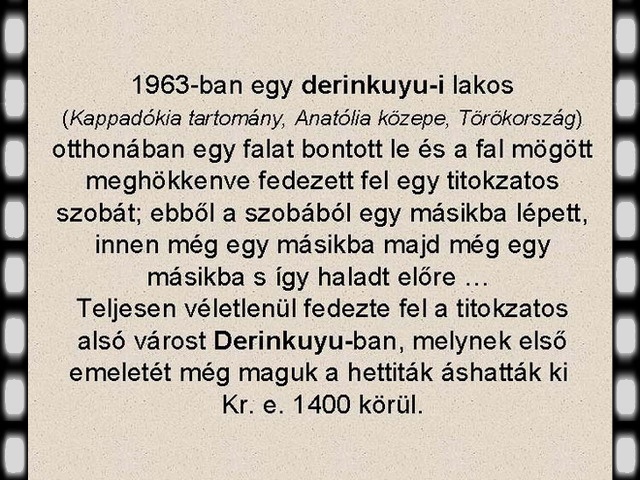 1963-ban egy derinkuyu-i lakos
(Kappadókia tartomány, Anatólia közepe, Törökország)
otthonában egy falat bontott le és a fal mögött
meghökkenve fedezett fel egy titokzatos
szobát; ebből a szobából egy másikba lépett,
innen még egy másikba majd még egy
másikba s így haladt előre …
Teljesen véletlenül fedezte fel a titokzatos
alsó várost Derinkuyu-ban, melynek első
emeletét még maguk a hettiták áshatták ki
Kr. e. 1400 körül.